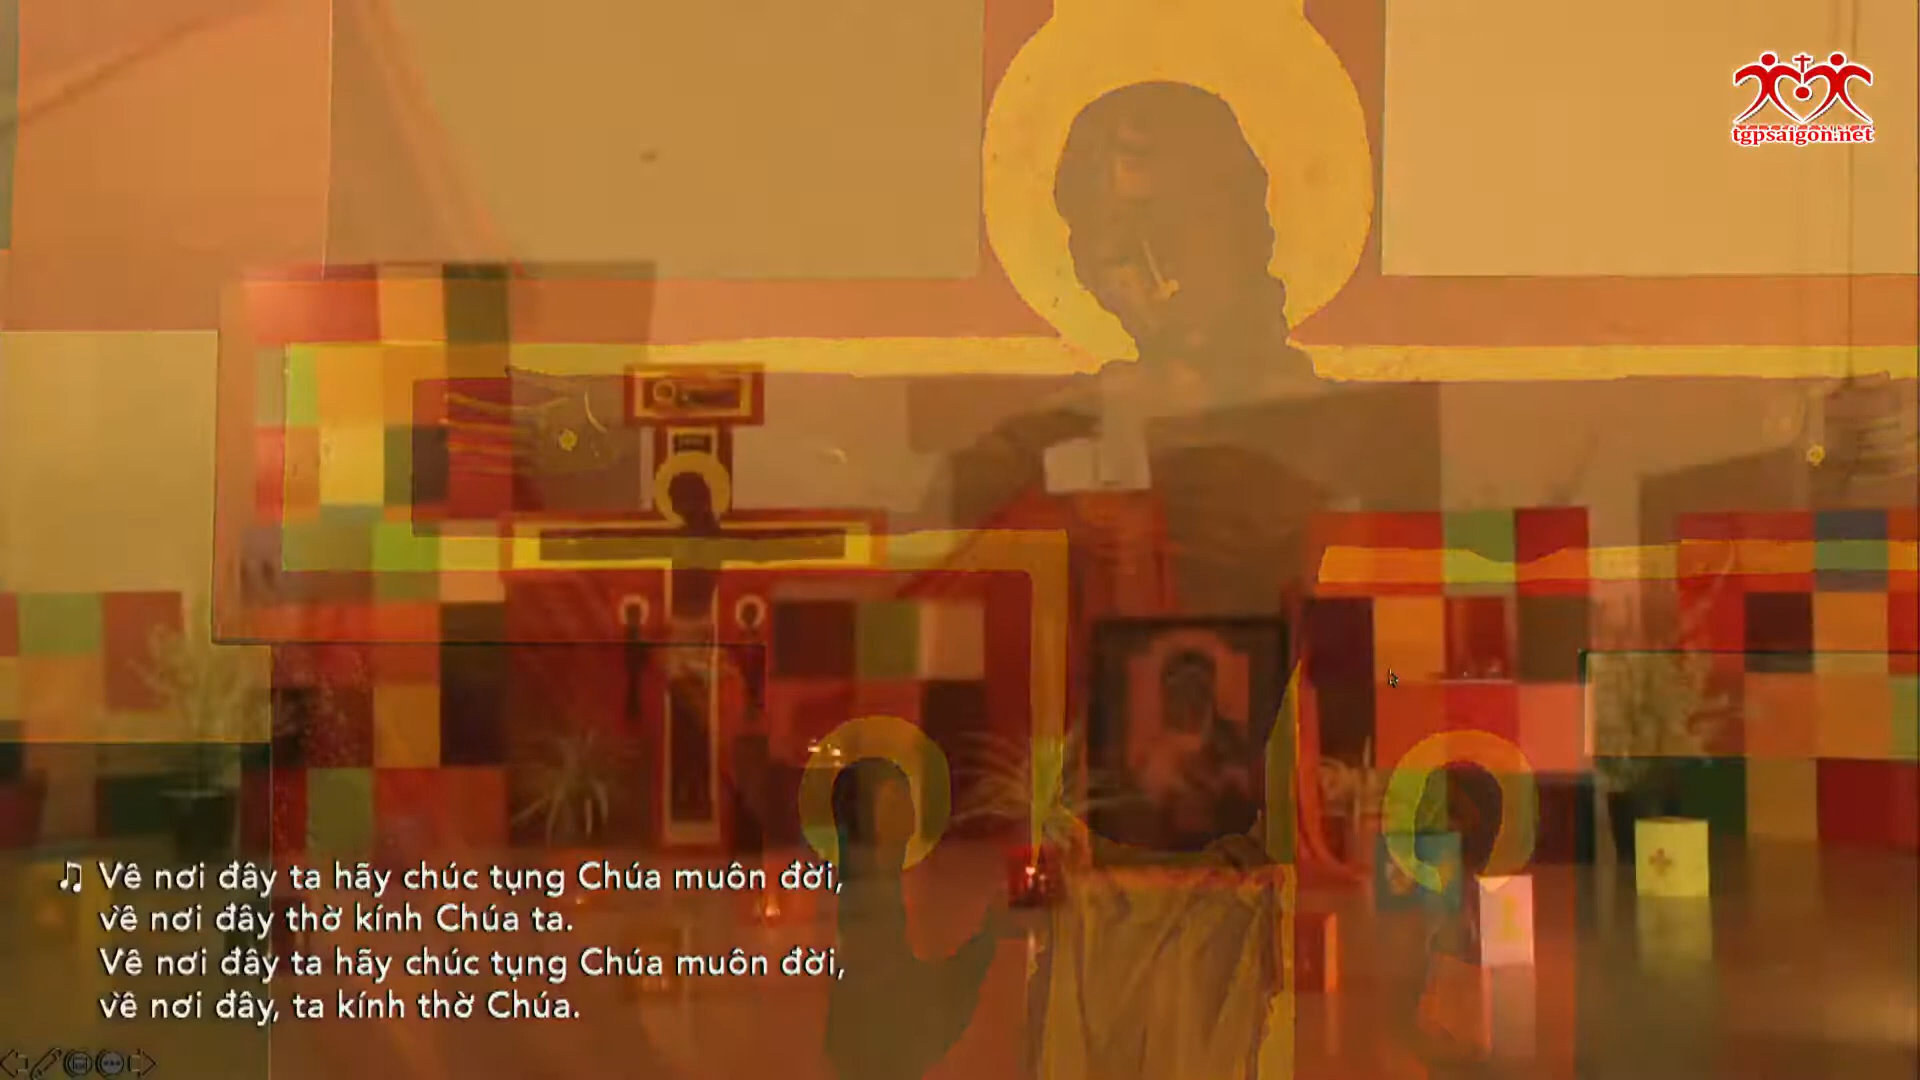 tgpsaigon.net
♫ Về nơi đây ta hãy chúc tụng Chúa muôn đời,
về nơi đây thờ kính Chúa ta.
Về nơi đây ta hãy chúc tụng Chúa muôn đời,
về nơi đây, ta kính thờ Chúa.